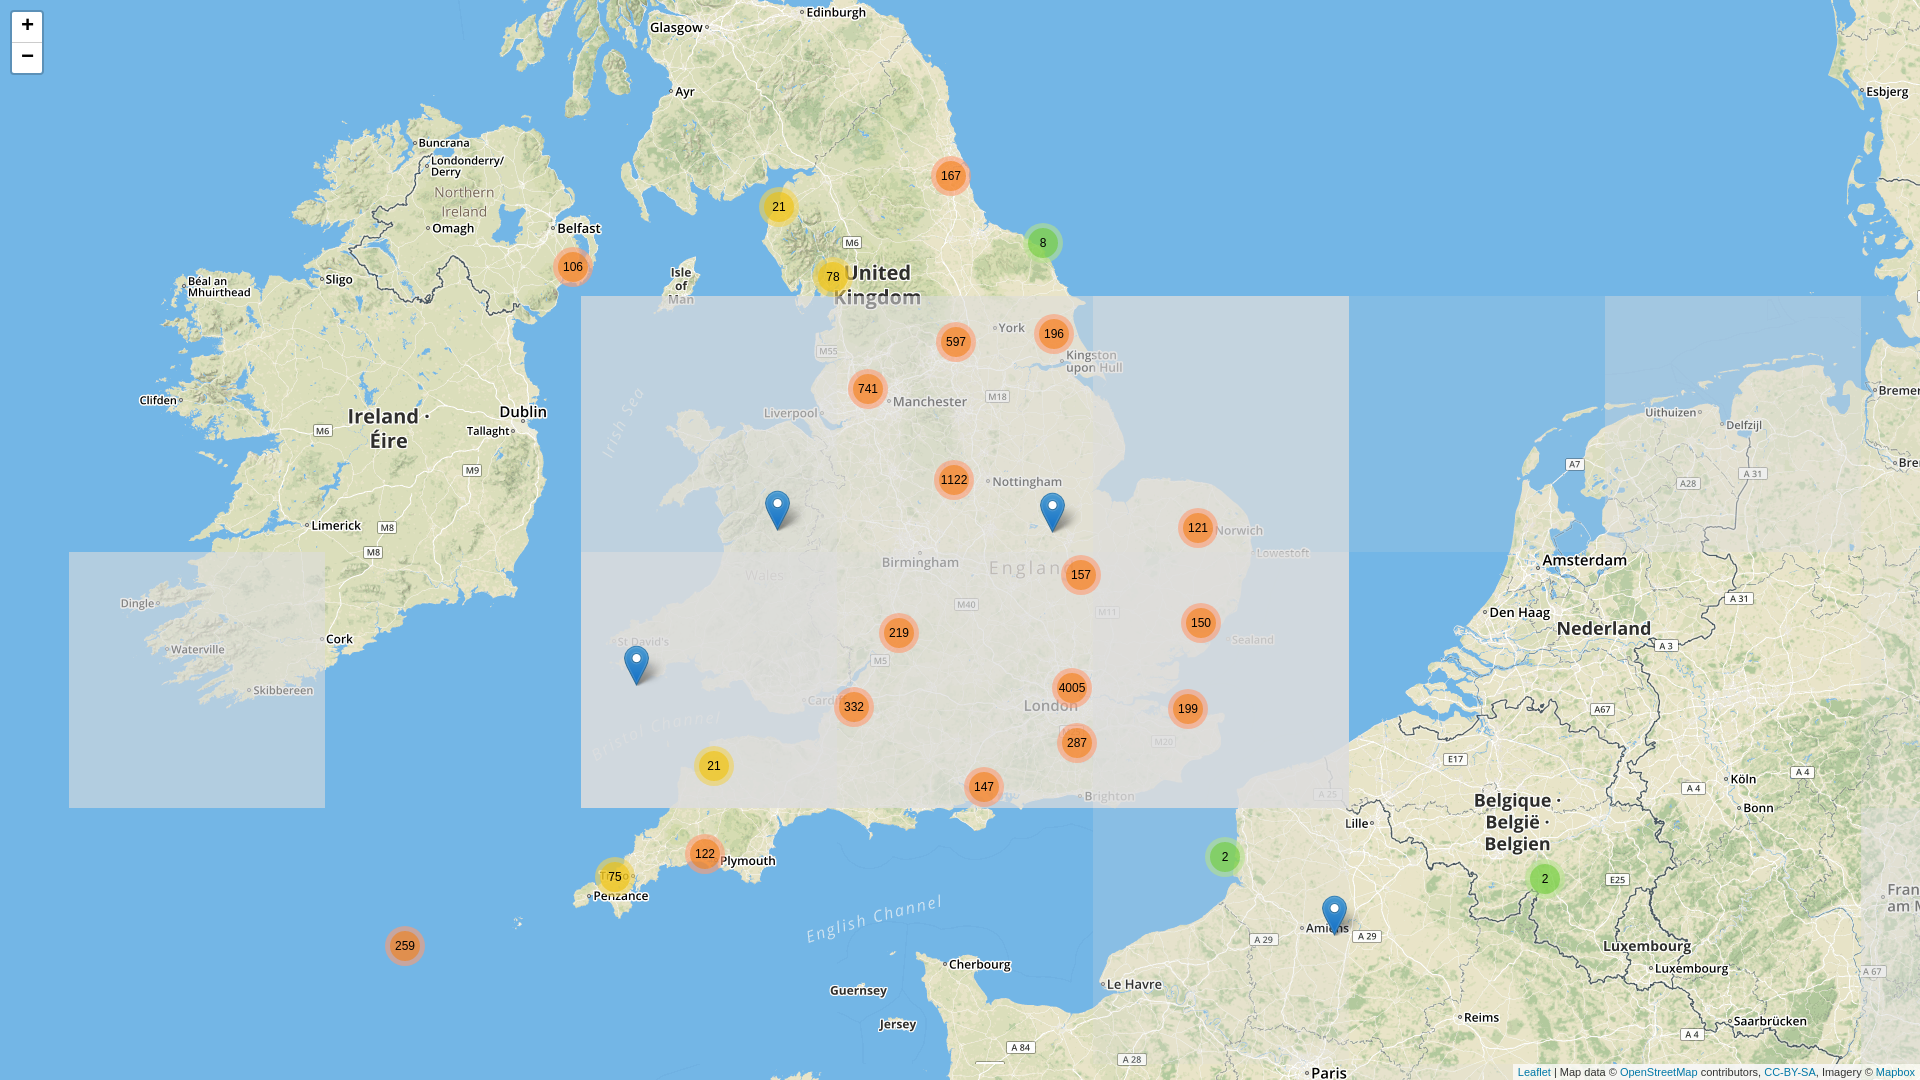 +
−
Glasgow
Edinburgh
Ayr
Esbjerg
Buncrana
Londonderry/
Derry
Northern
Ireland
Omagh
Belfast
167
21
8
M6
106
78
United
Kingdom
Isle
of
Man
Sligo
Béal an
Mhuirthead
York
196
597
M55
Kingston
upon Hull
741
Manchester
M18
Liverpool
Irish Sea
Clifden
Ireland ·
Éire
Dublin
Tallaght
M6
M9
Uithuizen
Delfzijl
A7
A 31
A28
1122
Nottingham
Limerick
M8
M8
121
Norwich
Lowestoft
Birmingham
Wales
157
Amsterdam
Dingle
M40
M11
A 31
Den Haag
Nederland
219
150
Sealand
Cork
Waterville
St David's
M5
A 3
Skibbereen
4005
London
332
199
A67
287
M20
Bristol Channel
21
147
Brighton
A 25
E17
Köln
A 4
A 4
Bonn
Belgique ·
België ·
Belgien
Lille
122
Plymouth
75
Penzance
2
2
E25
English Channel
259
Amiens
A 29
A 29
Luxembourg
Luxembourg
Cherbourg
A 67
Guernsey
Le Havre
Jersey
Reims
Saarbrücken
A 84
A 28
A 4
Paris
Leaflet | Map data © OpenStreetMap contributors, CC-BY-SA, Imagery © Mapbox